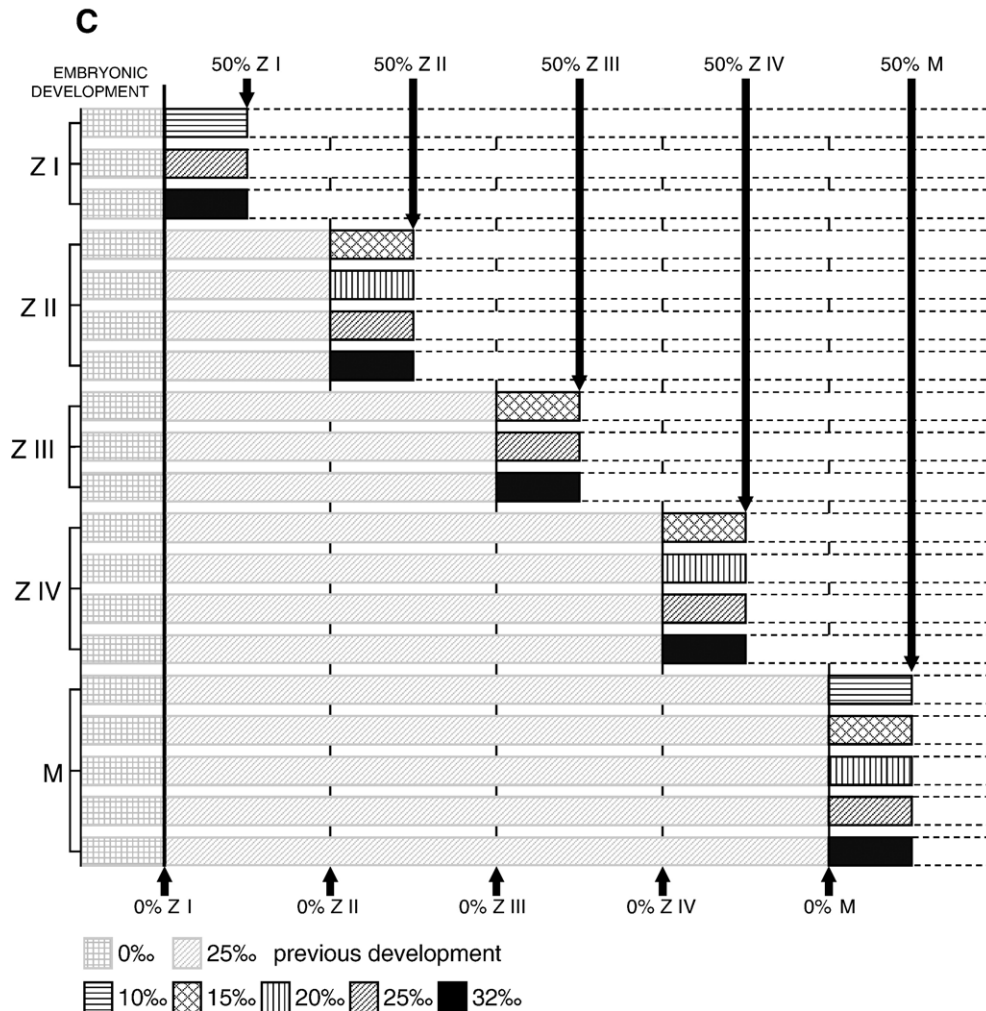 C
EMBRYONIC
DEVELOPMENT
50% Z I
50% Z II
50% Z III
50% Z IV
50% M
Z I
Z II
Z III
Z IV
M
0% Z I
0% Z II
0% Z III
0% Z IV
0% M
0‰ 25‰ previous development
10‰ 15‰ 20‰ 25‰ 32‰